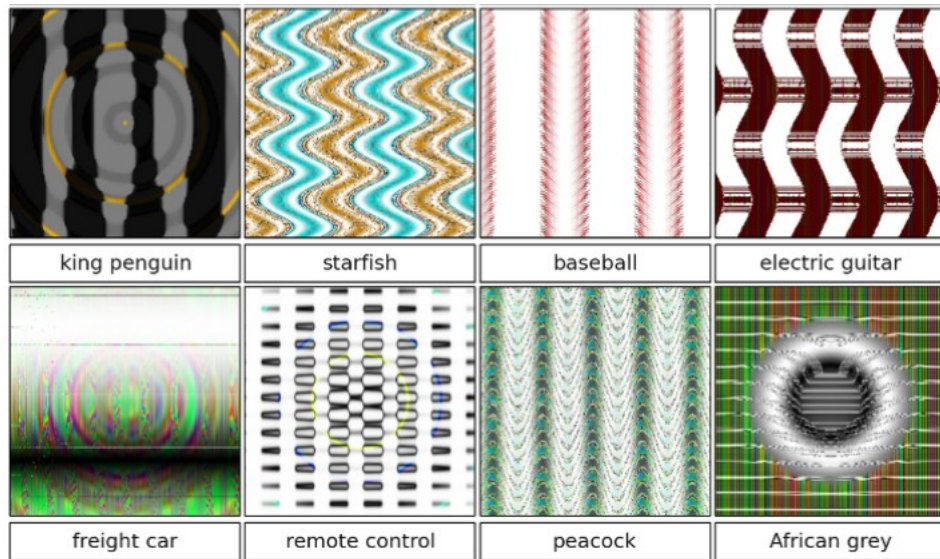 king penguin
starfish
baseball
electric guitar
freight car
remote control
peacock
African grey